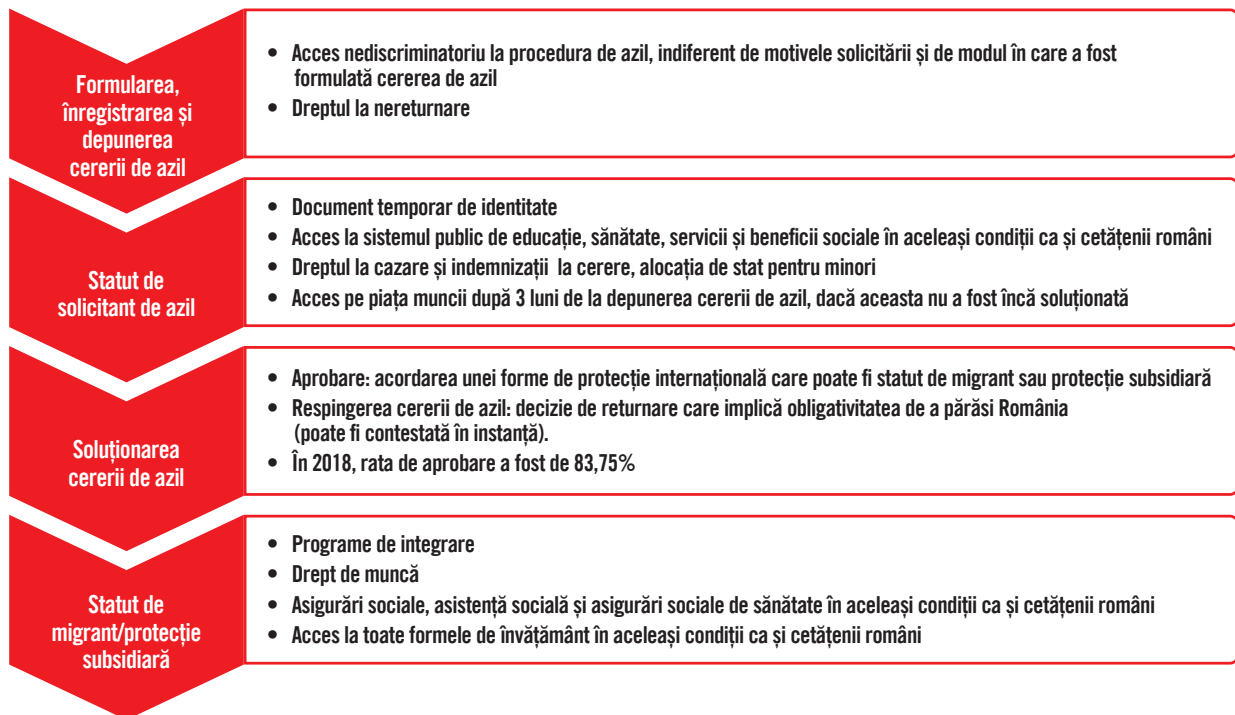 Formularea,
înregistrarea și
depunerea
cererii de azil
• Acces nediscriminatoriu la procedura de azil, indiferent de motivele solicitării și de modul în care a fost
formulată cererea de azil
• Dreptul la nereturnare
Statut de
solicitant de azil
• Document temporar de identitate
• Acces la sistemul public de educație, sănătate, servicii și beneficii sociale în aceleași condiții ca și cetățenii români
• Dreptul la cazare și indemnizații la cerere, alocația de stat pentru minori
• Acces pe piața muncii după 3 luni de la depunerea cererii de azil, dacă aceasta nu a fost încă soluționată
Soluționarea
cererii de azil
• Aprobare: acordarea unei forme de protecție internațională care poate fi statut de migrant sau protecție subsidiară
• Respingerea cererii de azil: decizie de returnare care implică obligativitatea de a părăsi România
(poate fi contestată în instanță).
• În 2018, rata de aprobare a fost de 83,75%
Statut de
migrant/protecție
subsidiară
• Programe de integrare
• Drept de muncă
• Asigurări sociale, asistență socială și asigurări sociale de sănătate în aceleași condiții ca și cetățenii români
• Acces la toate formele de învățământ în aceleași condiții ca și cetățenii români